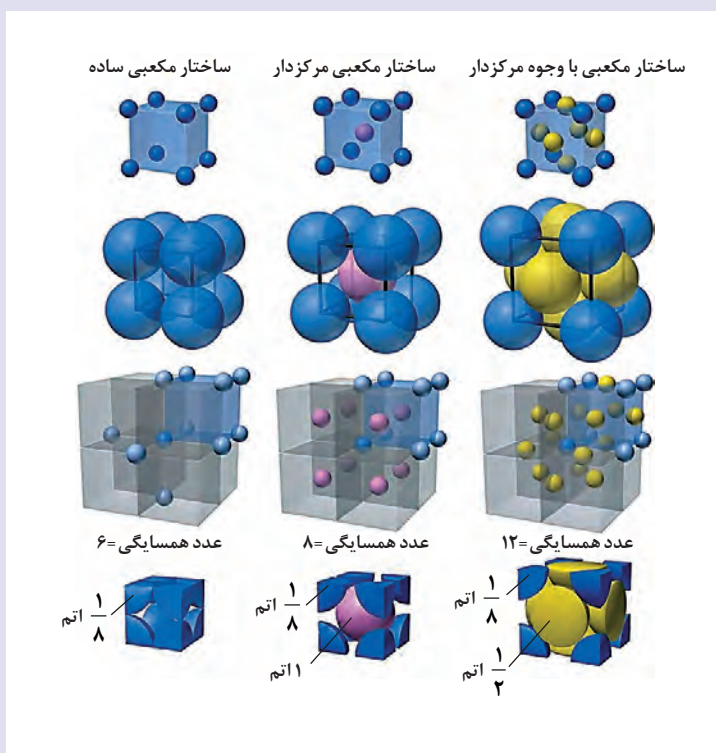 ساختار مکعبی با وجوه مرکزدار
ساختار مکعبی مرکزدار
ساختار مکعبی ساده
عدد همسایگی=۱۲
عدد همسایگی=۸
عدد همسایگی=۶
۱/۸ اتم
۱/۲ اتم
۱/۸ اتم
۱ اتم
۱/۸ اتم